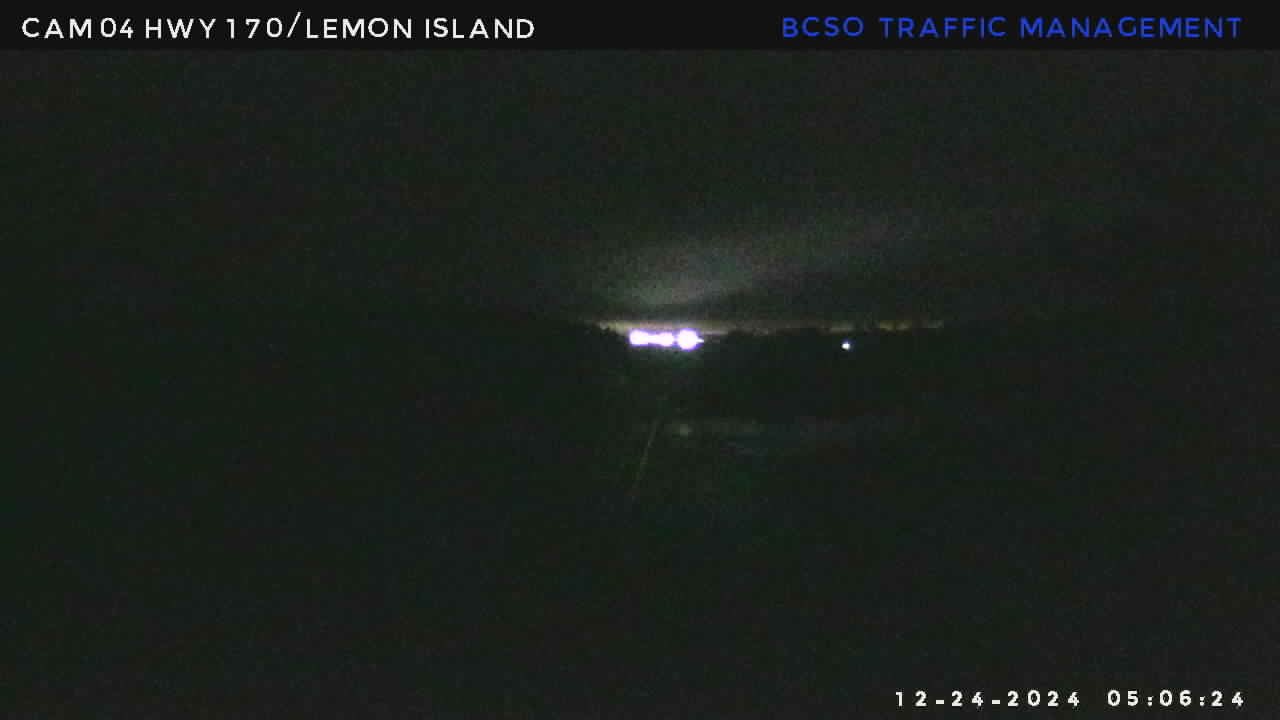 CAM04 HWY 170/LEMON ISLAND
BCSO TRAFFIC MANAGEMENT
12-24-2024 05:06:24